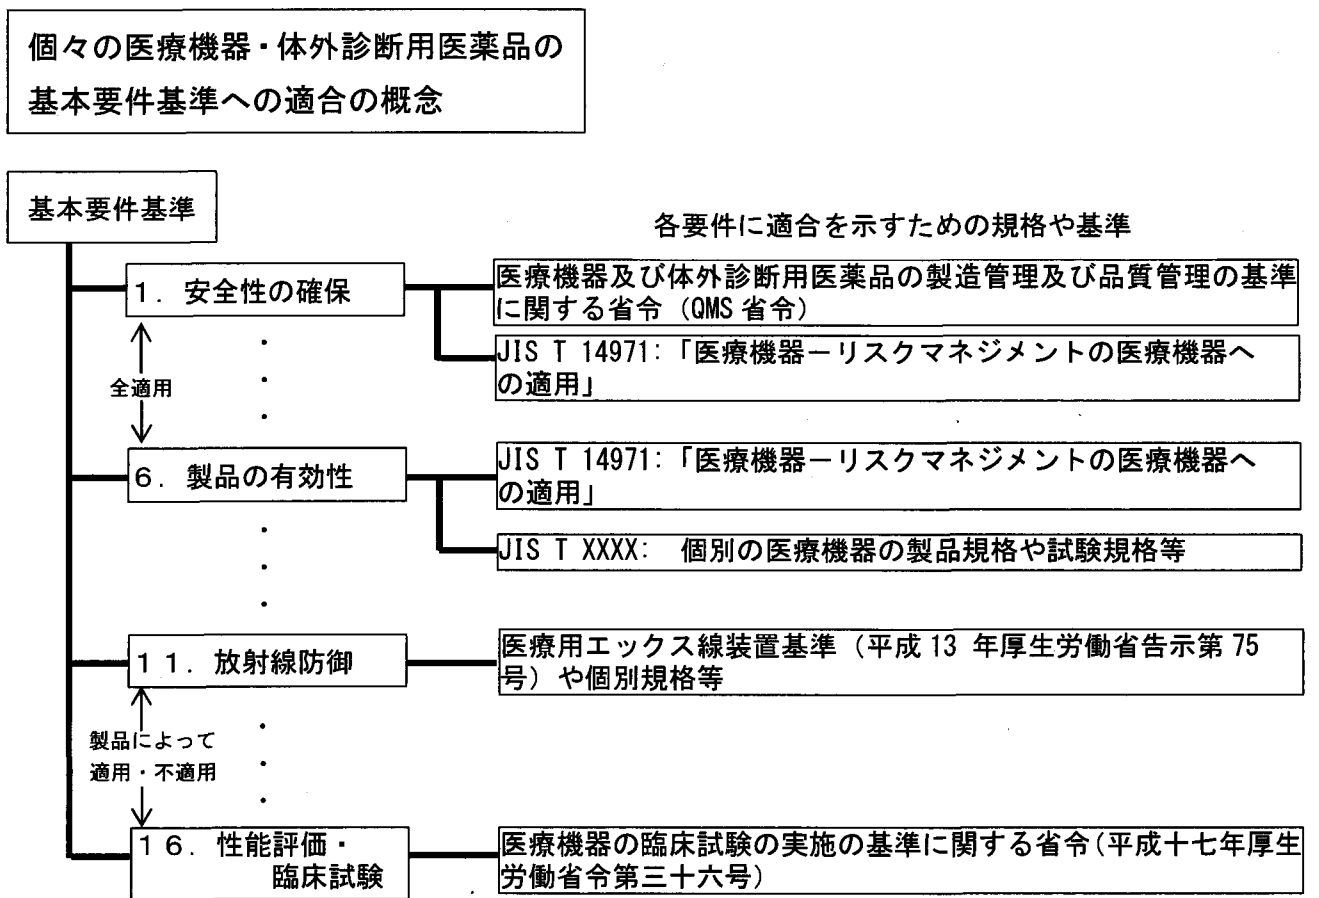 個々の医療機器・体外診断用医薬品の
基本要件基準への適合の概念
基本要件基準
各要件に適合を示すための規格や基準
1. 安全性の確保
医療機器及び体外診断用医薬品の製造管理及び品質管理の基準
に関する省令（QMS 省令）
JIS T 14971:「医療機器－リスクマネジメントの医療機器へ
の適用」
全適用
6. 製品の有効性
JIS T 14971:「医療機器－リスクマネジメントの医療機器へ
の適用」
JIS T XXXX: 個別の医療機器の製品規格や試験規格等
11. 放射線防御
医療用エックス線装置基準（平成 13 年厚生労働省告示第 75
号）や個別規格等
製品によって
適用・不適用
16. 性能評価・
臨床試験
医療機器の臨床試験の実施の基準に関する省令(平成十七年厚生
労働省令第三十六号)